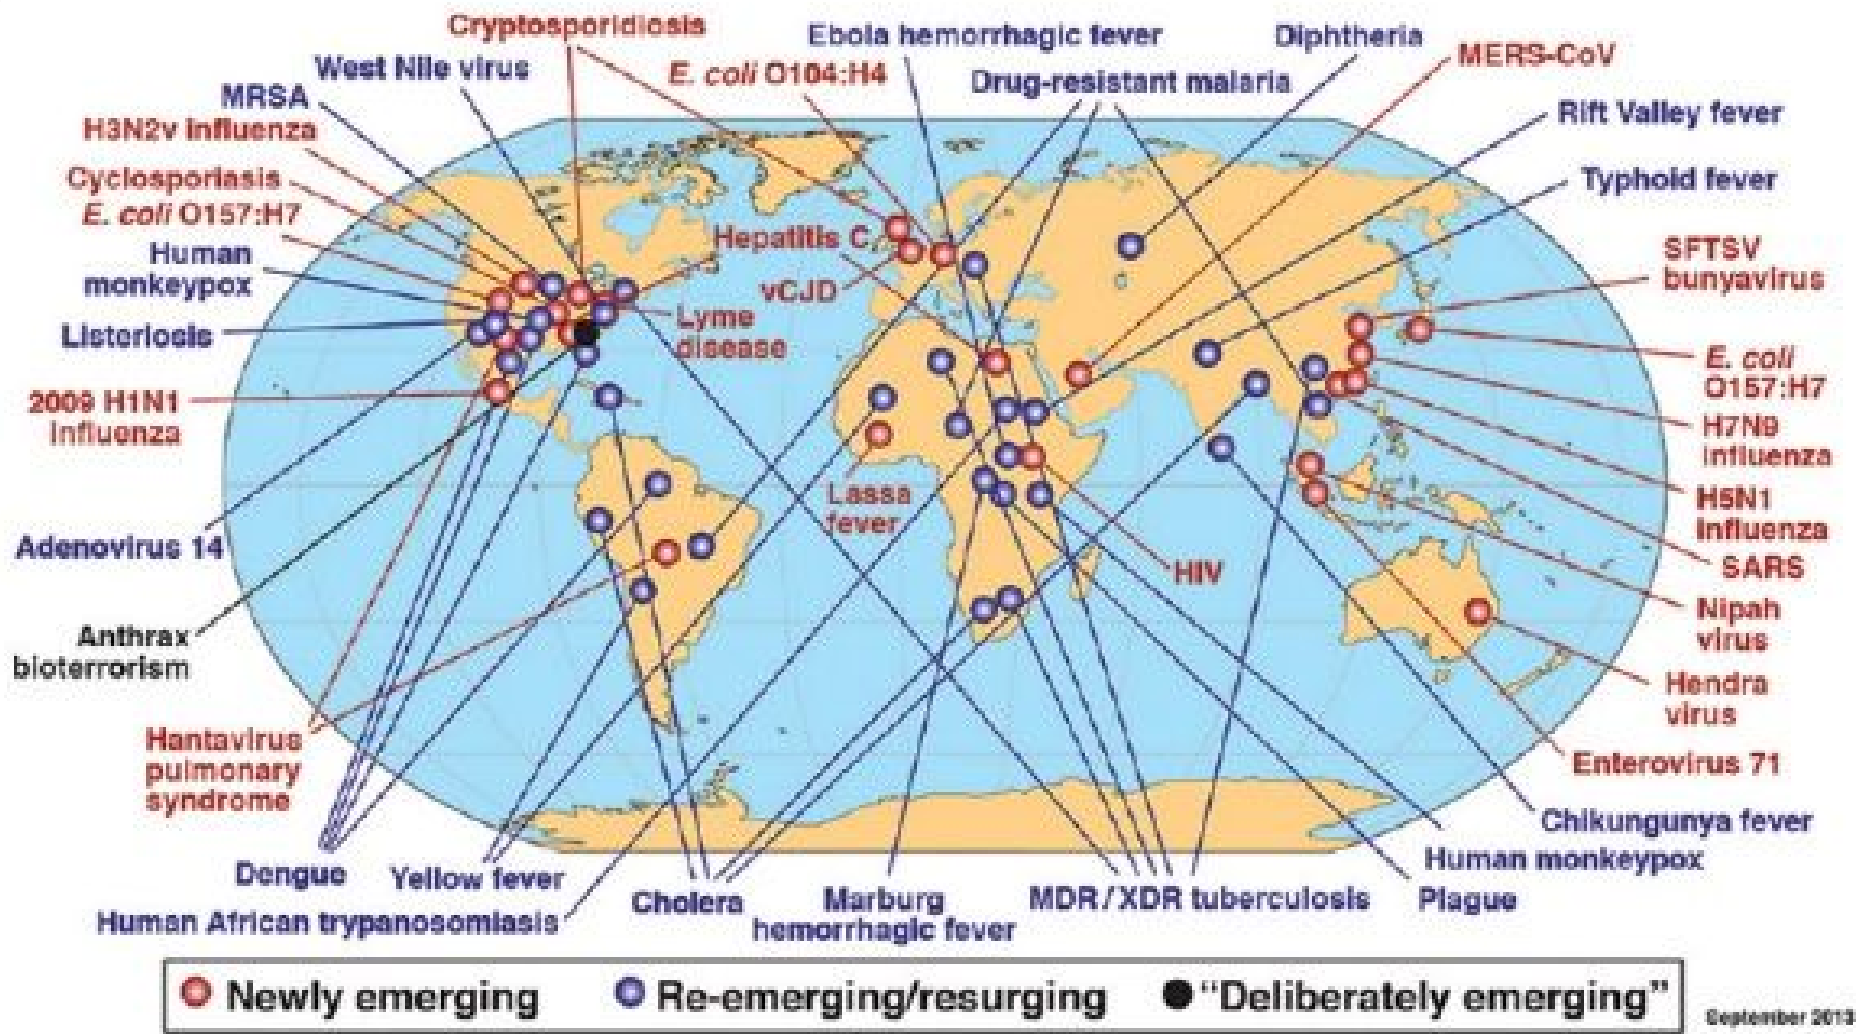 Cryptosporidiosis
Ebola hemorrhagic fever
Diphtheria
MERS-CoV
West Nile virus
E. coli O104:H4
Drug-resistant malaria
MRSA
Rift Valley fever
H3N2v influenza
Cyclosporiasis
Typhoid fever
E. coli O157:H7
Hepatitis C
Human
monkeypox
SFTSV
bunyavirus
vCJD
Listeriosis
Lyme
disease
E. coli
O157:H7
2009 H1N1
influenza
H7N9
influenza
Lassa
fever
H5N1
influenza
Adenovirus 14
HIV
SARS
Nipah
virus
Anthrax
bioterrorism
Hendra
virus
Hantavirus
pulmonary
syndrome
Enterovirus 71
Chikungunya fever
Human monkeypox
Dengue
Yellow fever
Cholera
Marburg
hemorrhagic fever
MDR/XDR tuberculosis
Plague
Human African trypanosomiasis
Newly emerging
Re-emerging/resurging
"Deliberately emerging"
September 2013